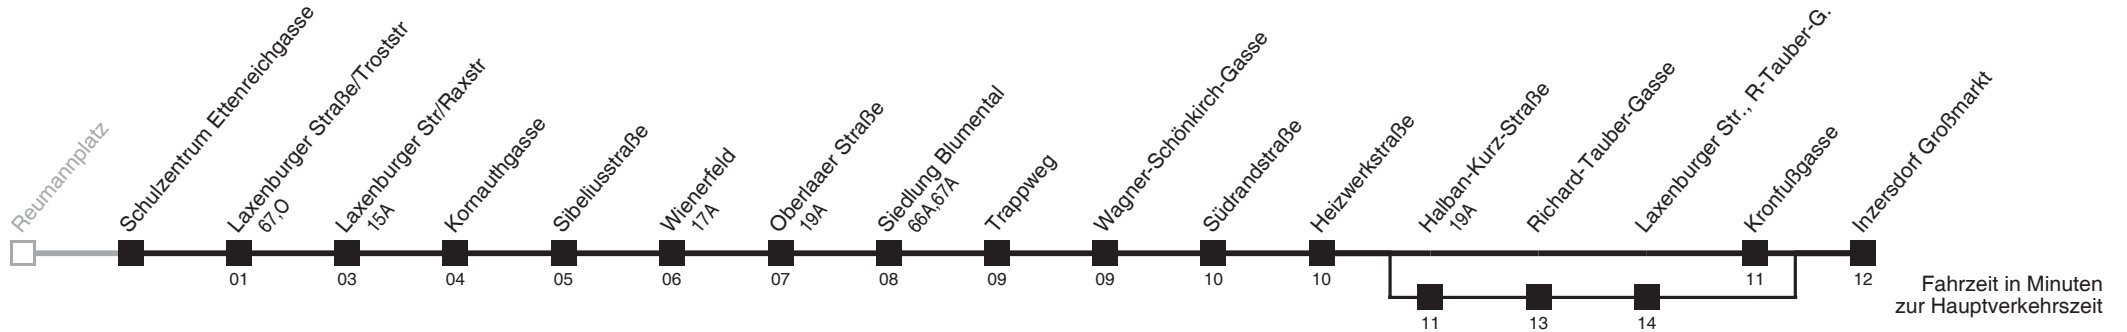 Reumannplatz
Schulzentrum Ettenreichgasse
Laxenburger Straße/Troststr
67,O
Laxenburger Str/Raxstr
15A
Kornauthgasse
Sibeliusstraße
Wienerfeld
17A
Oberlaaer Straße
19A
Siedlung Blumental
66A,67A
Trappweg
Wagner-Schönkirch-Gasse
Südrandstraße
Heizwerkstraße
Halban-Kurz-Straße
19A
Richard-Tauber-Gasse
Laxenburger Str., R-Tauber-G.
Kronfußgasse
Inzersdorf Großmarkt
01
03
04
05
06
07
08
09
09
10
10
11
12
11
13
14
Fahrzeit in Minuten
zur Hauptverkehrszeit